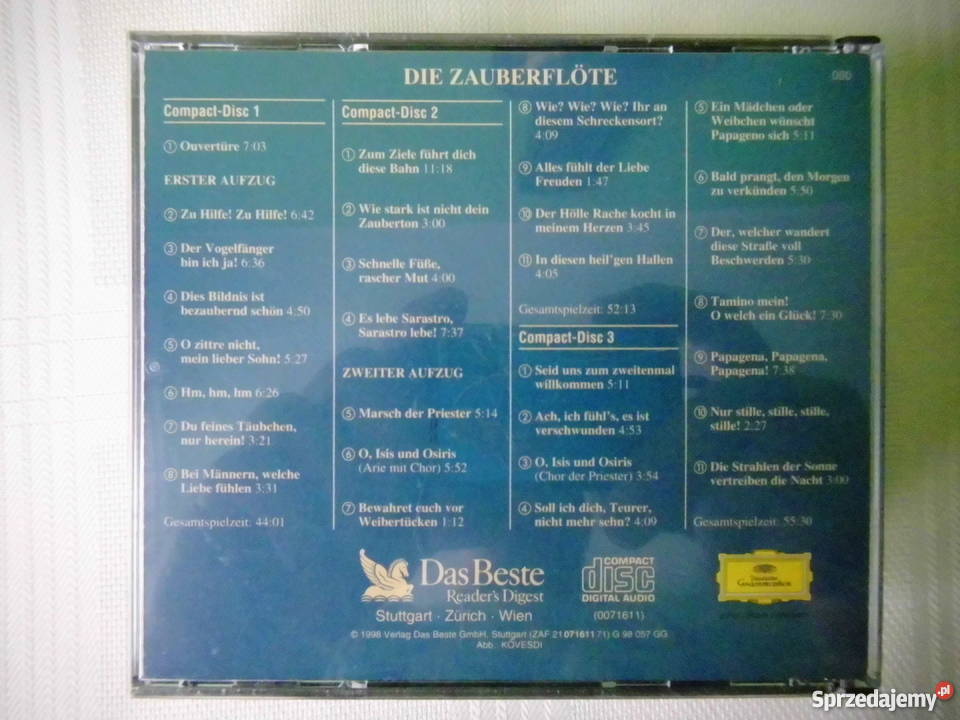 DIE ZAUBERFLÖTE
Compact-Disc 1
① Ouvertüre 7:03
ERSTER AUFZUG
② Zu Hilfe! Zu Hilfe! 6:42
③ Der Vogelfänger
bin ich ja! 6:36
④ Dies Bildnis ist
bezaubernd schön 4:50
⑤ O zittre nicht,
mein lieber Sohn! 5:27
⑥ Hm, hm, hm 6:26
⑦ Du feines Täubchen,
nur herein! 3:21
⑧ Bei Männern, welche
Liebe fühlen 3:31
Gesamtspielzeit: 44:01
Compact-Disc 2
① Zum Ziele führt dich
diese Bahn 11:18
② Wie stark ist nicht dein
Zauberton 3:00
③ Schnelle Füße,
rascher Mut 4:00
④ Es lebe Sarastro,
Sarastro lebe! 7:37
ZWEITER AUFZUG
⑤ Marsch der Priester 5:14
⑥ O, Isis und Osiris
(Arie mit Chor) 5:52
⑦ Bewahret euch vor
Weibertücken 1:12
⑧ Wie? Wie? Wie? Ihr an
diesem Schreckensort?
4:09
⑨ Alles fühlt der Liebe
Freuden 1:47
⑩ Der Hölle Rache kocht in
meinem Herzen 3:45
⑪ In diesen heil'gen Hallen
4:05
Gesamtspielzeit: 52:13
Compact-Disc 3
① Seid uns zum zweitenmal
willkommen 5:11
② Ach, ich fühl's, es ist
verschwunden 4:53
③ O, Isis und Osiris
(Chor der Priester) 3:54
④ Soll ich dich, Teurer,
nicht mehr sehn? 4:09
⑤ Ein Mädchen oder
Weibchen wünscht
Papageno sich 5:11
⑥ Bald prangt, den Morgen
zu verkünden 5:50
⑦ Der, welcher wandert
diese Straße voll
Beschwerden 5:30
⑧ Tamino mein!
O welch ein Glück! 7:30
⑨ Papagena, Papagena,
Papagena! 7:38
⑩ Nur stille, stille, stille,
stille! 2:27
⑪ Die Strahlen der Sonne
vertreiben die Nacht 3:00
Gesamtspielzeit: 55:30
Das Beste
Reader's Digest
Stuttgart · Zürich · Wien
COMPACT
disc
DIGITAL AUDIO
(0071611)
Deutsche
Grammophon
© 1998 Verlag Das Beste GmbH, Stuttgart (ZAF 21 071611 71) G 98 057 GG
Abb.: KÖVESDI
Sprzedajemy.pl